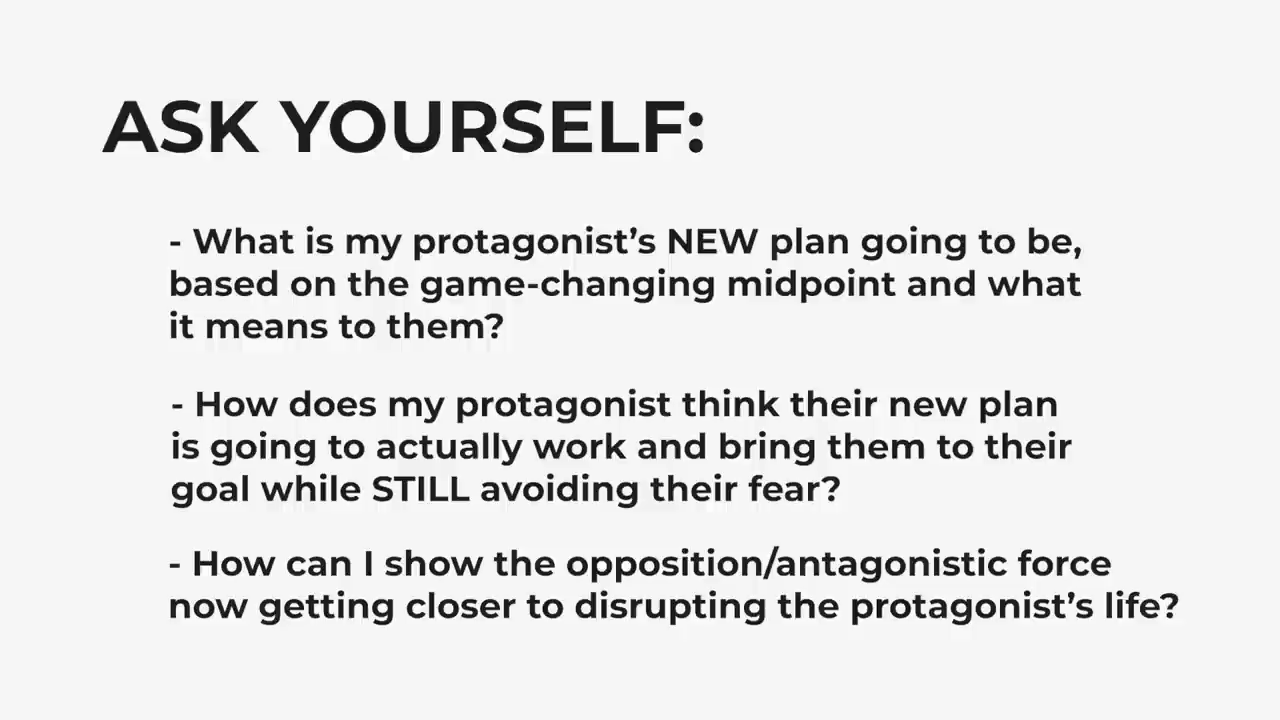 ASK YOURSELF:
- What is my protagonist’s NEW plan going to be,
based on the game-changing midpoint and what
it means to them?
- How does my protagonist think their new plan
is going to actually work and bring them to their
goal while STILL avoiding their fear?
- How can I show the opposition/antagonistic force
now getting closer to disrupting the protagonist’s life?